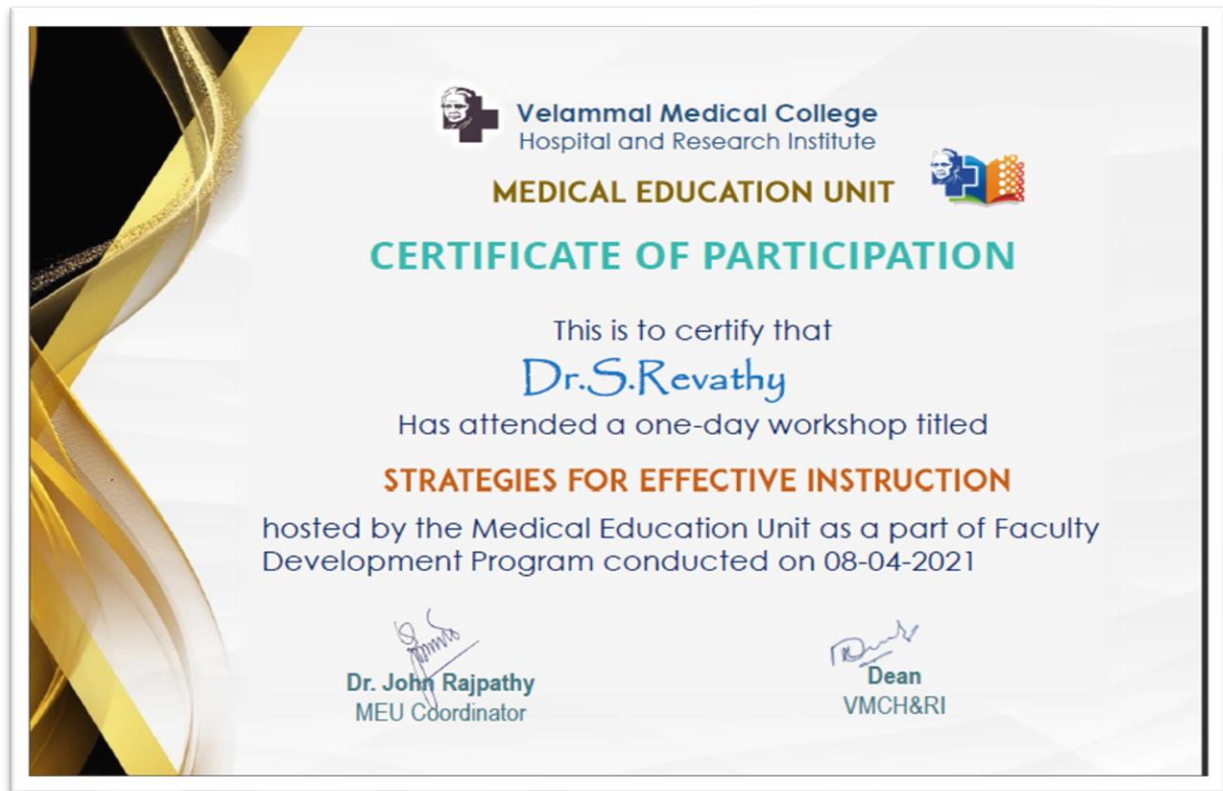 Velammal Medical College
Hospital and Research Institute
MEDICAL EDUCATION UNIT
CERTIFICATE OF PARTICIPATION
This is to certify that
Dr.S.Revathy
Has attended a one-day workshop titled
STRATEGIES FOR EFFECTIVE INSTRUCTION
hosted by the Medical Education Unit as a part of Faculty
Development Program conducted on 08-04-2021
Dr. John Rajpathy
MEU Coordinator
Dean
VMCH&RI